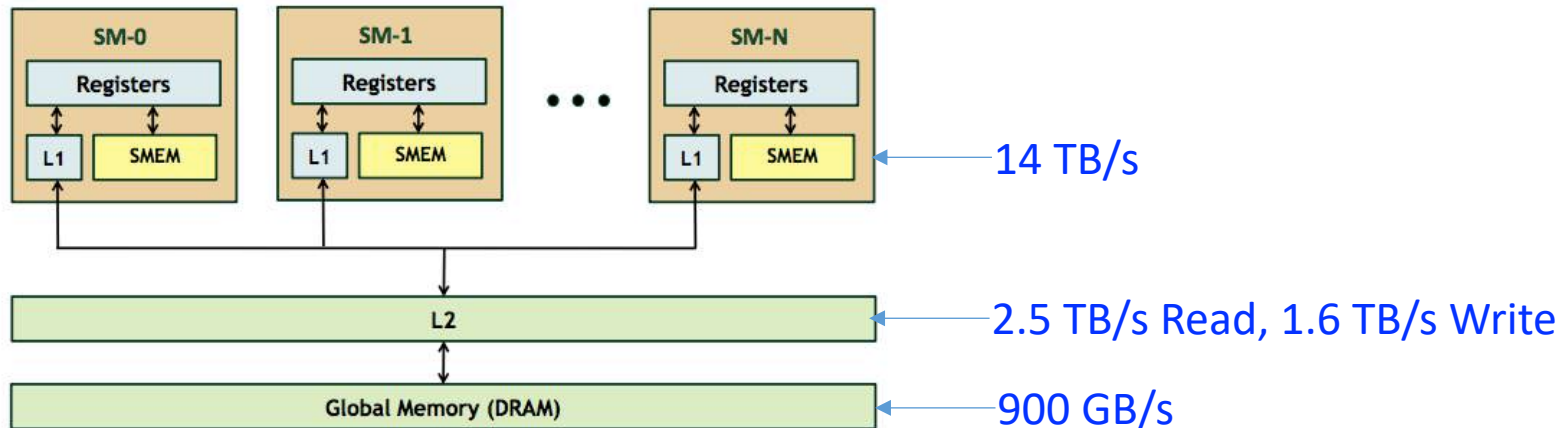 SM-0
SM-1
SM-N
Registers
Registers
Registers
L1
SMEM
L1
SMEM
L1
SMEM
14 TB/s
L2
2.5 TB/s Read, 1.6 TB/s Write
Global Memory (DRAM)
900 GB/s